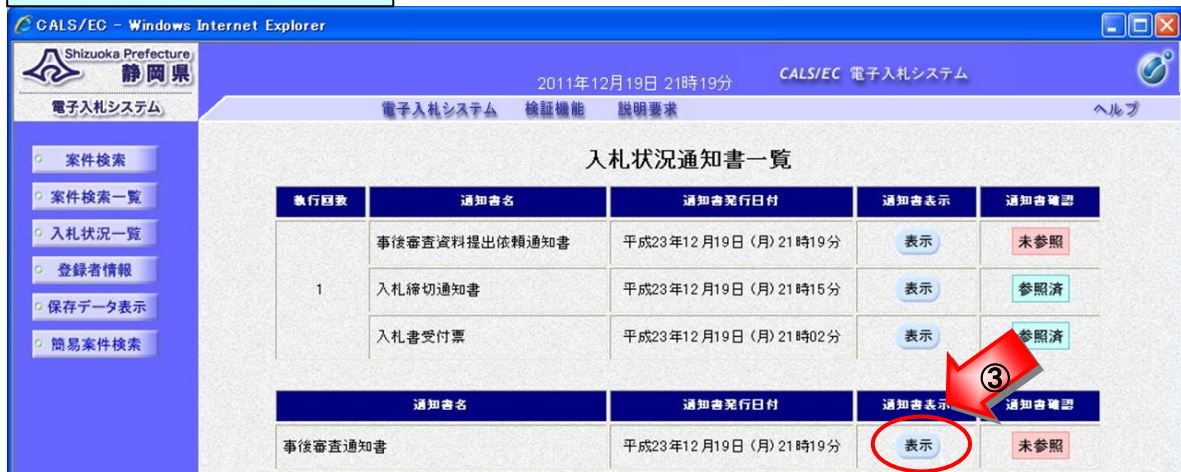 CALS/EC - Windows Internet Explorer
Shizuoka Prefecture
静岡県
2011年12月19日 21時19分
CALS/EC 電子入札システム
電子入札システム
電子入札システム 検証機能 説明要求 ヘルプ
案件検索
案件検索一覧
入札状況一覧
登録者情報
保存データ表示
簡易案件検索
入札状況通知書一覧
執行回数 通知書名 通知書発行日付 通知書表示 通知書確認
事後審査資料提出依頼通知書 平成23年12月19日(月)21時19分 表示 未参照
1 入札締切通知書 平成23年12月19日(月)21時15分 表示 参照済
入札書受付票 平成23年12月19日(月)21時02分 表示 参照済
③
通知書名 通知書発行日付 通知書表示 通知書確認
事後審査通知書 平成23年12月19日(月)21時19分 表示 未参照